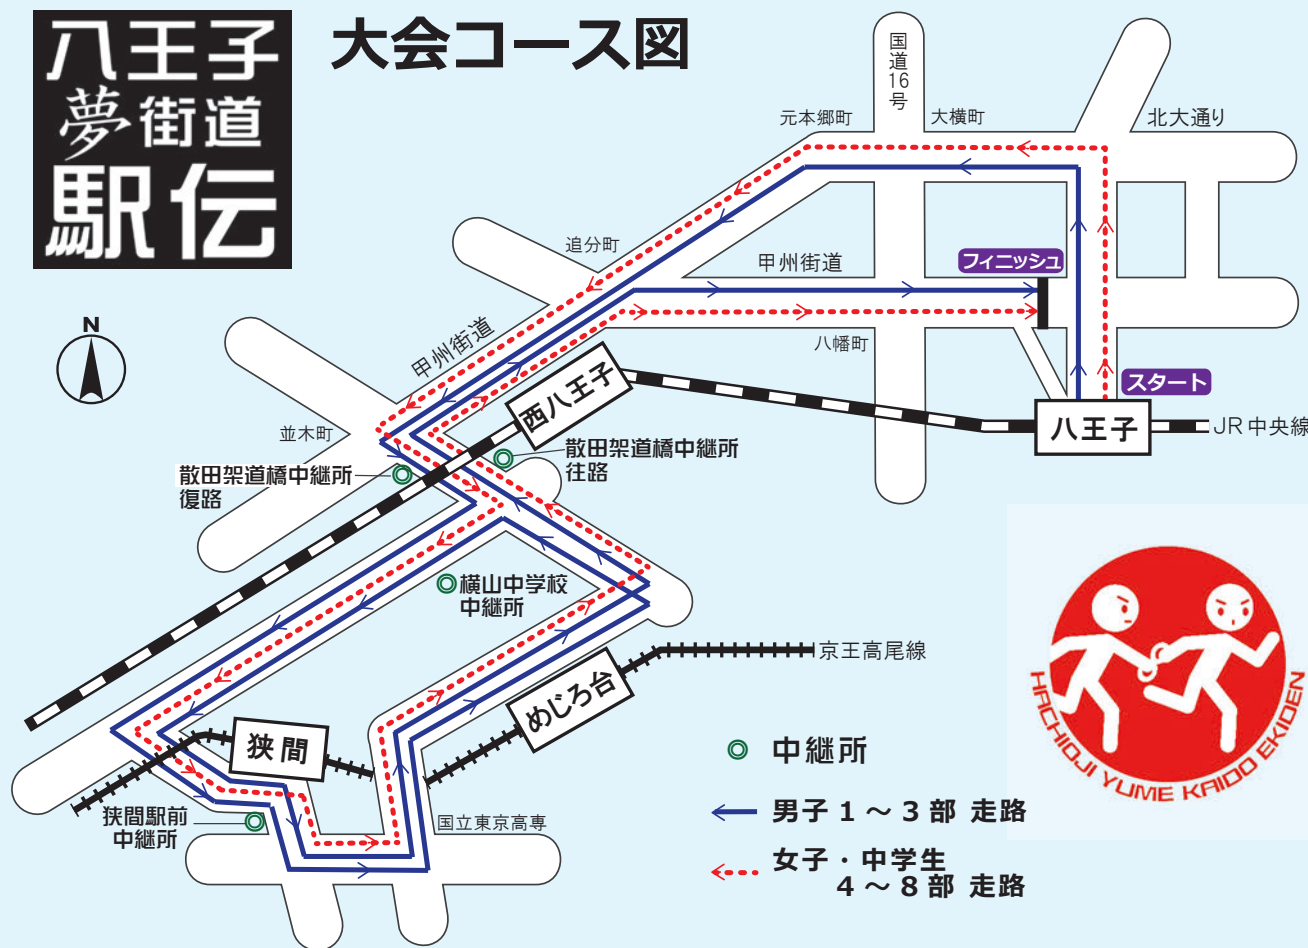 八王子
夢街道
駅伝
大会コース図
国道16号
元本郷町
大横町
北大通り
追分町
甲州街道
フィニッシュ
N
甲州街道
八幡町
スタート
西八王子
八王子
JR中央線
並木町
散田架道橋中継所
往路
散田架道橋中継所
復路
横山中学校
中継所
京王高尾線
めじろ台
狭間
中継所
狭間駅前
中継所
国立東京高専
男子 1 ～ 3 部 走路
女子・中学生
4 ～ 8 部 走路
HACHIOJI YUME KAIDO EKIDEN